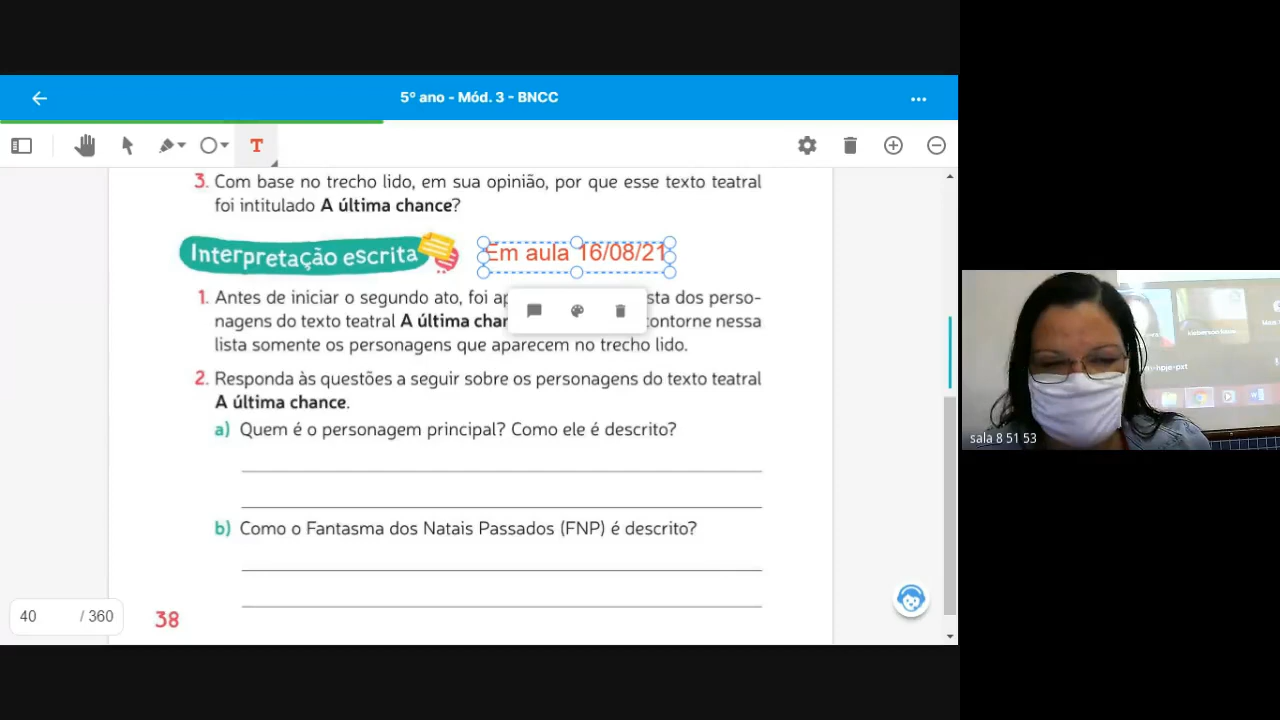 5º ano - Mód. 3 - BNCC
T
3. Com base no trecho lido, em sua opinião, por que esse texto teatral
foi intitulado A última chance?
Interpretação escrita
Em aula 16/08/21
1. Antes de iniciar o segundo ato, foi ap sta dos perso-
nagens do texto teatral A última char contorne nessa
lista somente os personagens que aparecem no trecho lido.
2. Responda às questões a seguir sobre os personagens do texto teatral
A última chance.
a) Quem é o personagem principal? Como ele é descrito?
b) Como o Fantasma dos Natais Passados (FNP) é descrito?
40 / 360
38
sala 8 51 53